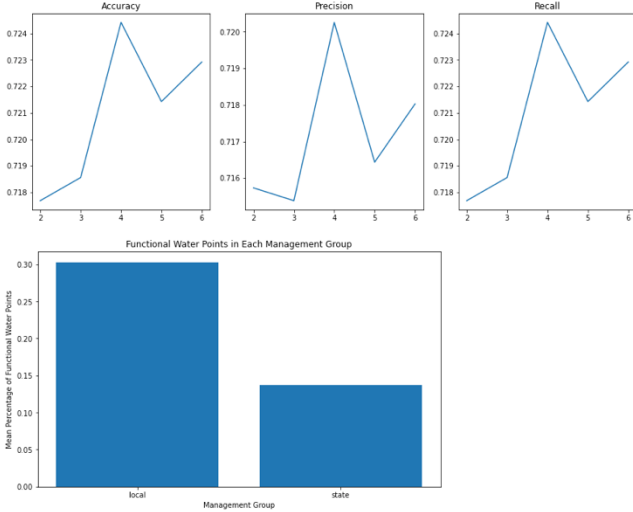 Accuracy
0.724
0.723
0.722
0.721
0.720
0.719
0.718
2 3 4 5 6
Precision
0.720
0.719
0.718
0.717
0.716
2 3 4 5 6
Recall
0.724
0.723
0.722
0.721
0.720
0.719
0.718
2 3 4 5 6
Functional Water Points in Each Management Group
Mean Percentage of Functional Water Points
0.30
0.25
0.20
0.15
0.10
0.05
0.00
local state
Management Group